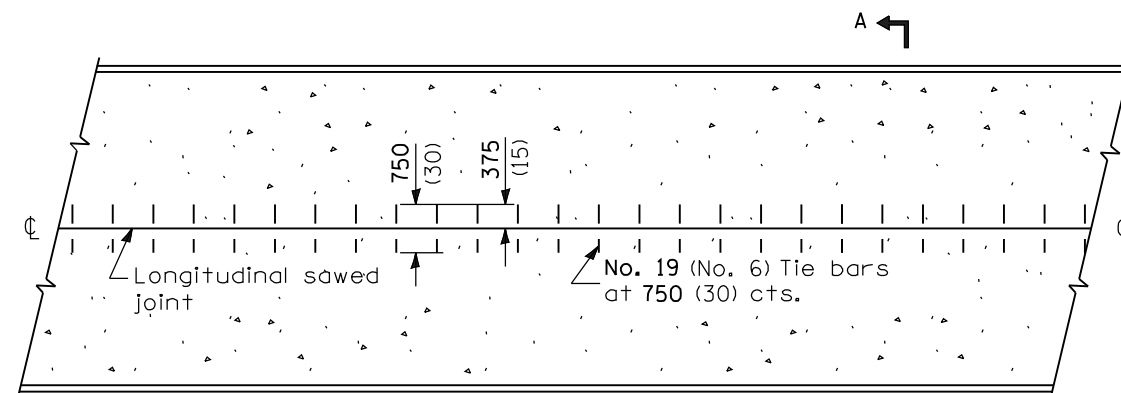 A
750
(30)
375
(15)
℄
Longitudinal sawed
joint
No. 19 (No. 6) Tie bars
at 750 (30) cts.